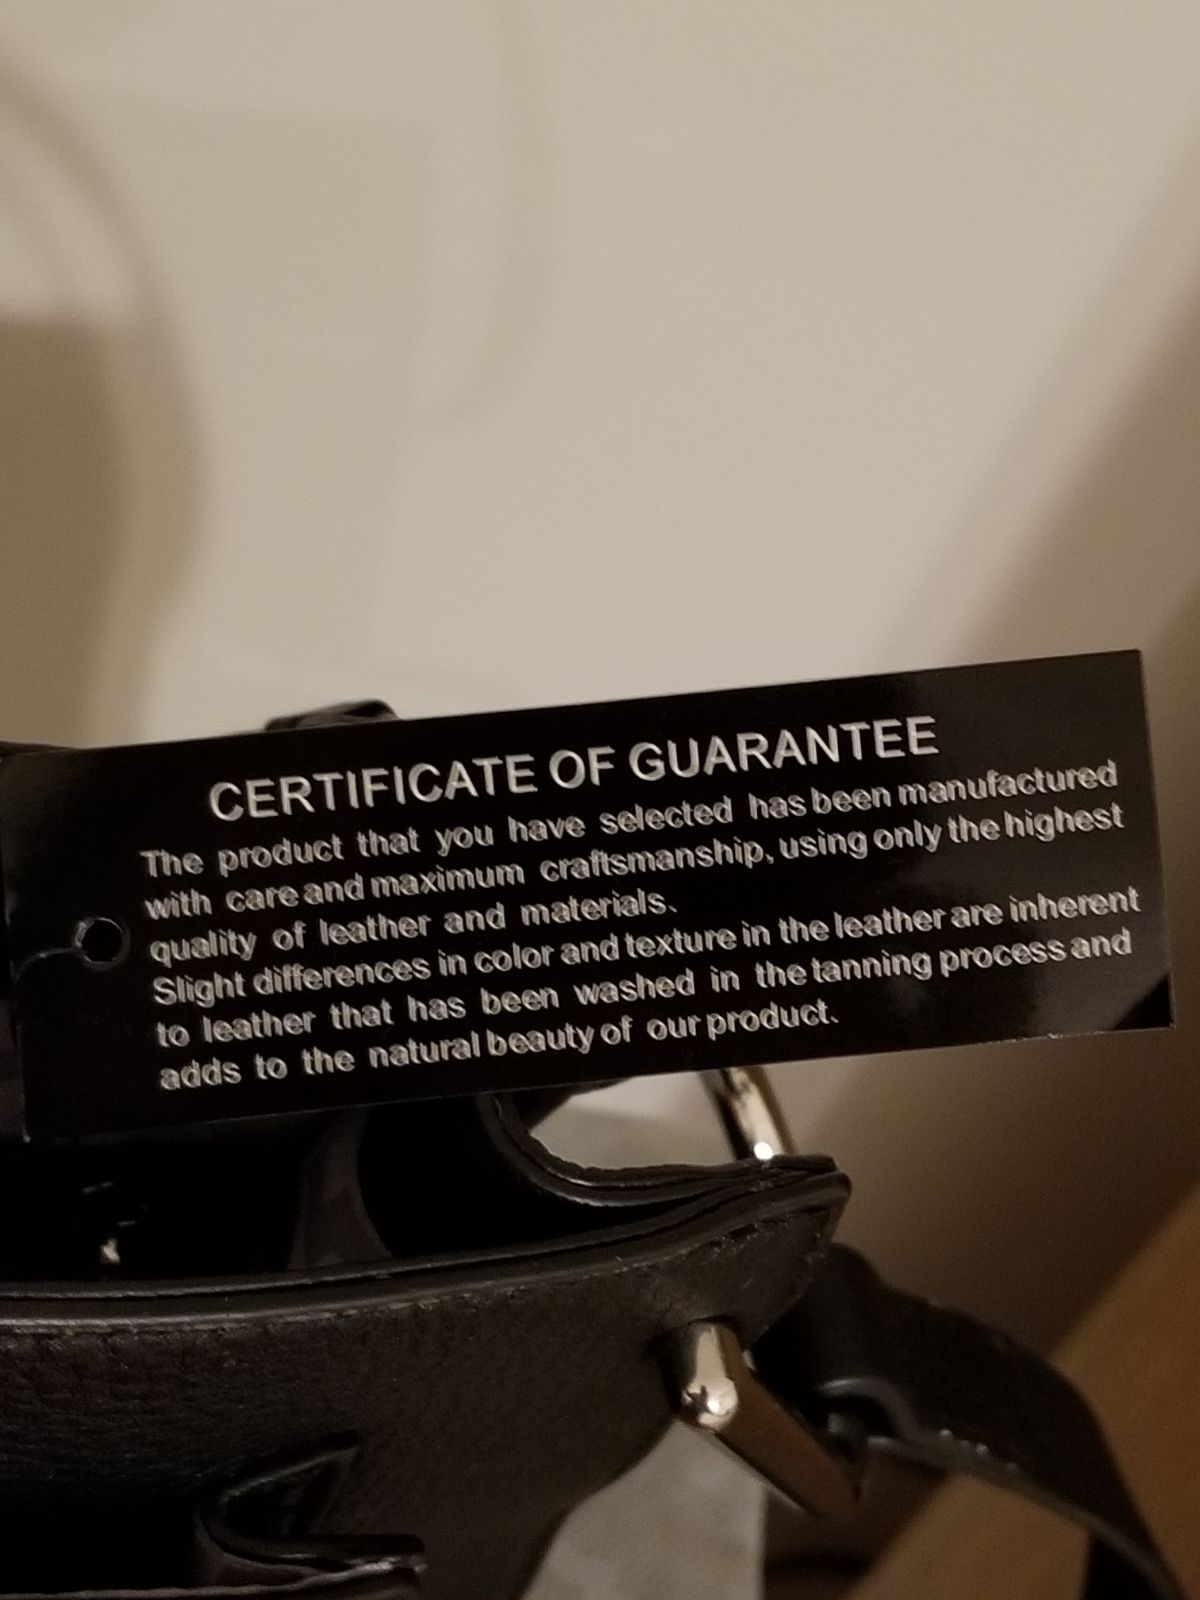 CERTIFICATE OF GUARANTEE
The product that you have selected has been manufactured
with care and maximum craftsmanship, using only the highest
quality of leather and materials.
Slight differences in color and texture in the leather are inherent
to leather that has been washed in the tanning process and
adds to the natural beauty of our product.